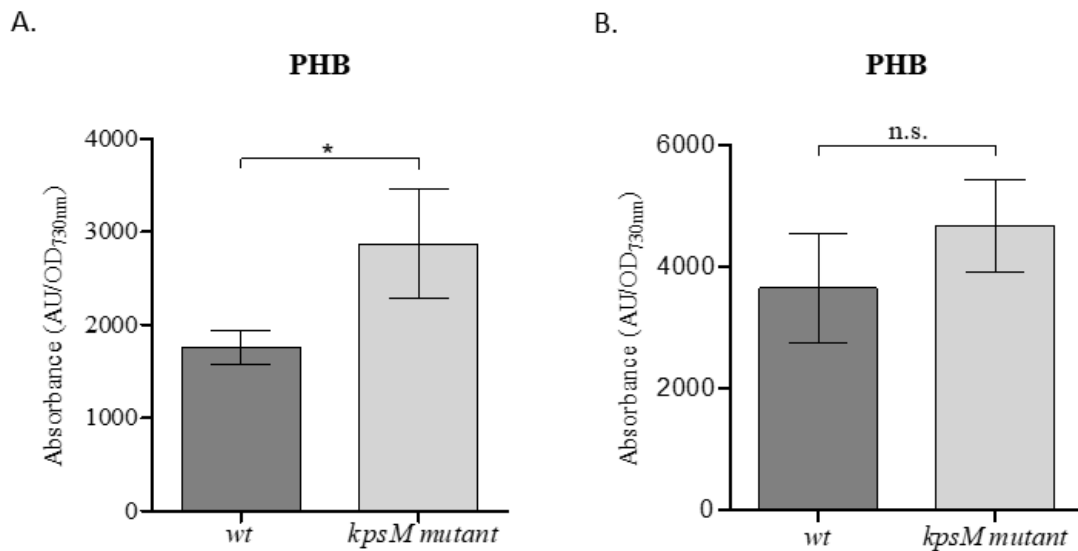 A.
PHB
Absorbance (AU/OD730nm)
4000
3000
2000
1000
0
*
wt
kpsM mutant
B.
PHB
Absorbance (AU/OD730nm)
6000
4000
2000
0
n.s.
wt
kpsM mutant